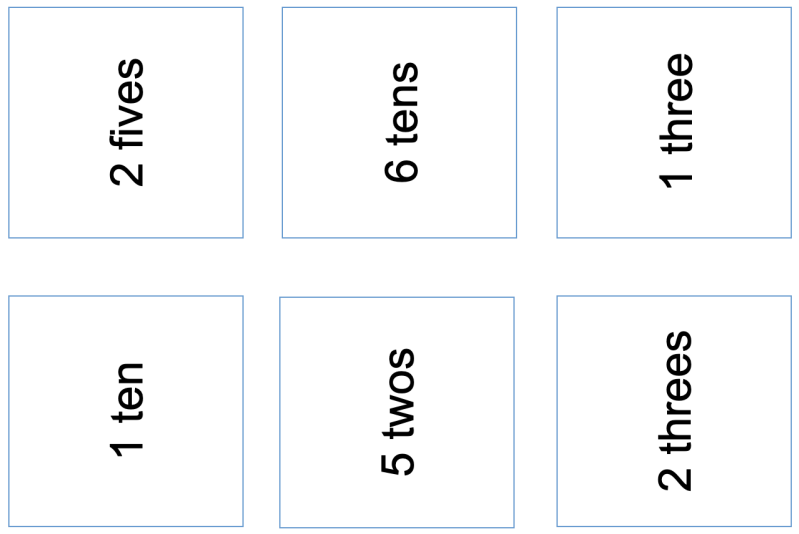 2 fives
6 tens
1 three
1 ten
5 twos
2 threes